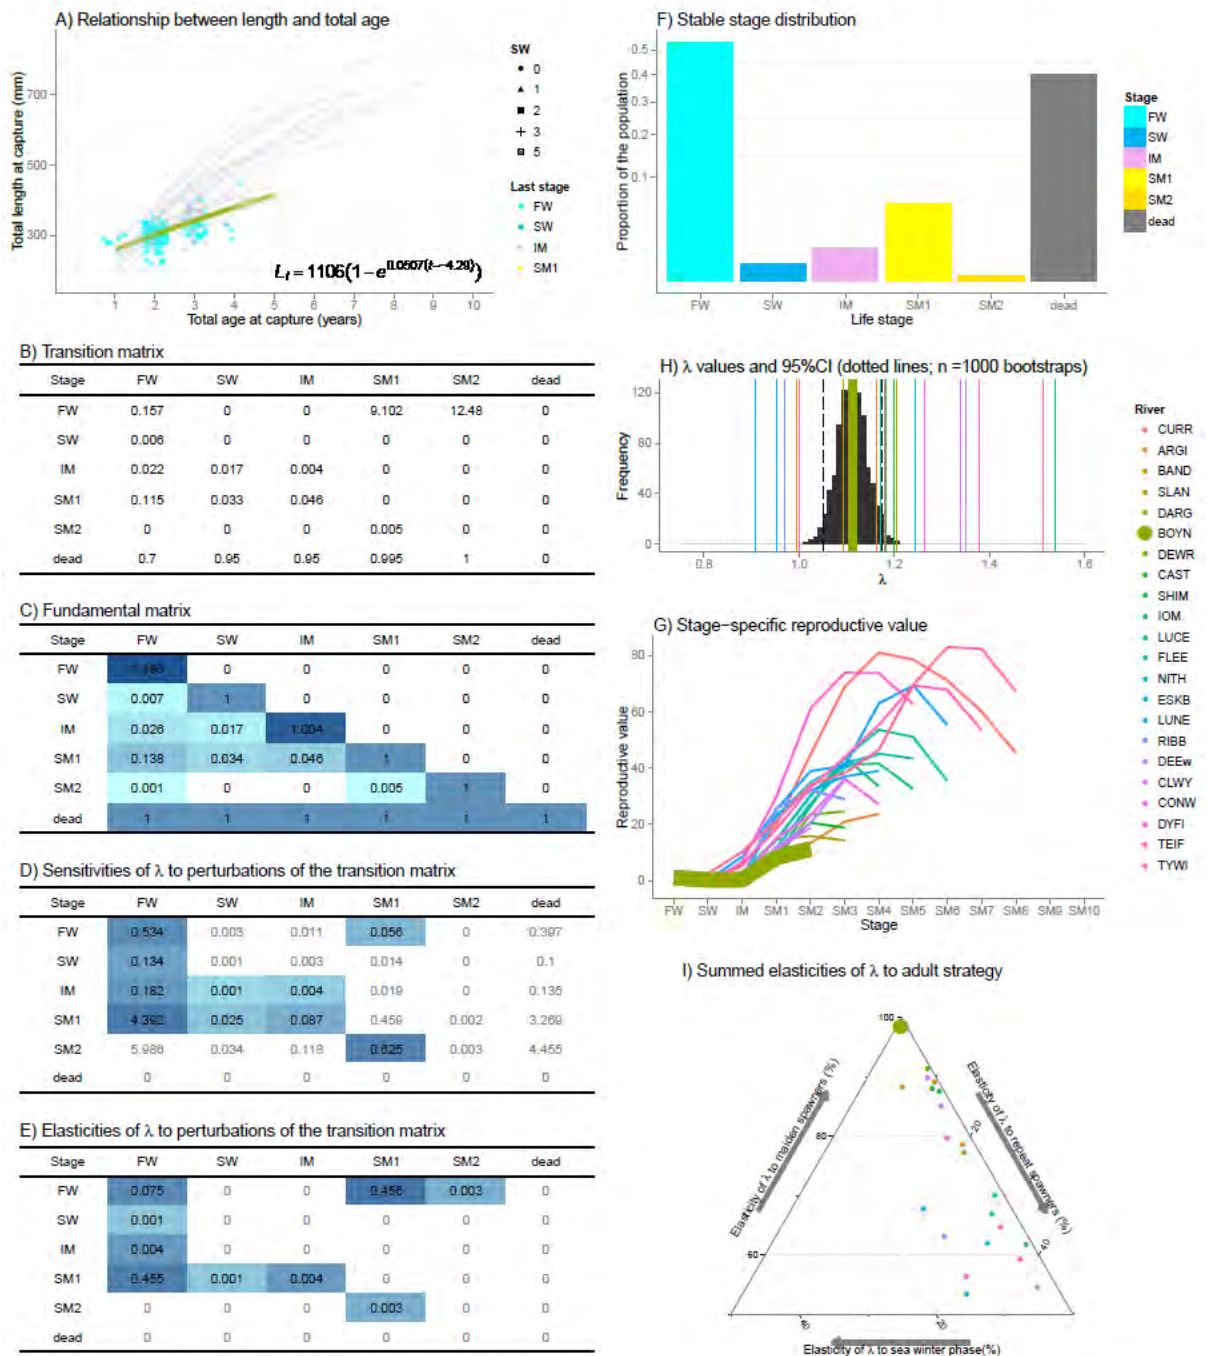 A) Relationship between length and total age
Total length at capture (mm)
700
500
300
1 2 3 4 5 6 7 8 9 10
Total age at capture (years)
SW
0
1
2
3
5
Last stage
FW
SW
IM
SM1
F) Stable stage distribution
Proportion of the population
0.5
0.4
0.3
0.2
0.1
FW SW IM SM1 SM2 dead
Life stage
Stage
FW
SW
IM
SM1
SM2
dead
B) Transition matrix
Stage FW SW IM SM1 SM2 dead
FW 0.157 0 0 9.102 12.48 0
SW 0.006 0 0 0 0 0
IM 0.022 0.017 0.004 0 0 0
SM1 0.115 0.033 0.046 0 0 0
SM2 0 0 0 0.005 0 0
dead 0.7 0.95 0.95 0.995 1 0
C) Fundamental matrix
Stage FW SW IM SM1 SM2 dead
FW 0 0 0 0 0
SW 0.007 1 0 0 0 0
IM 0.026 0.017 1.004 0 0 0
SM1 0.138 0.034 0.046 1 0 0
SM2 0.001 0 0 0.005 1 0
dead 1 1 1 1 1 1
D) Sensitivities of λ to perturbations of the transition matrix
Stage FW SW IM SM1 SM2 dead
FW 0.534 0.003 0.011 0.056 0 0.397
SW 0.134 0.001 0.003 0.014 0 0.1
IM 0.182 0.001 0.004 0.019 0 0.135
SM1 4.392 0.025 0.087 0.459 0.002 3.269
SM2 5.986 0.034 0.118 0.625 0.003 4.455
dead 0 0 0 0 0 0
E) Elasticities of λ to perturbations of the transition matrix
Stage FW SW IM SM1 SM2 dead
FW 0.075 0 0 0.456 0.003 0
SW 0.001 0 0 0 0 0
IM 0.004 0 0 0 0 0
SM1 0.455 0.001 0.004 0 0 0
SM2 0 0 0 0.003 0 0
dead 0 0 0 0 0 0
H) λ values and 95%CI (dotted lines; n =1000 bootstraps)
Frequency
120
80
40
0
0.8 1.0 1.2 1.4 1.6
λ
River
CURR
ARGI
BAND
SLAN
DARG
BOYN
DEWR
CAST
SHIM
IOM
LUCE
FLEE
NITH
ESKB
LUNE
RIBB
DEEw
CLWY
CONW
DYFI
TEIF
TYWI
G) Stage−specific reproductive value
Reproductive value
80
60
40
20
0
FW SW IM SM1 SM2 SM3 SM4 SM5 SM6 SM7 SM8 SM9 SM10
Stage
I) Summed elasticities of λ to adult strategy
100
80
60
20
40
40
20
Elasticity of λ to maiden spawners (%)
Elasticity of λ to repeat spawners (%)
Elasticity of λ to sea winter phase(%)